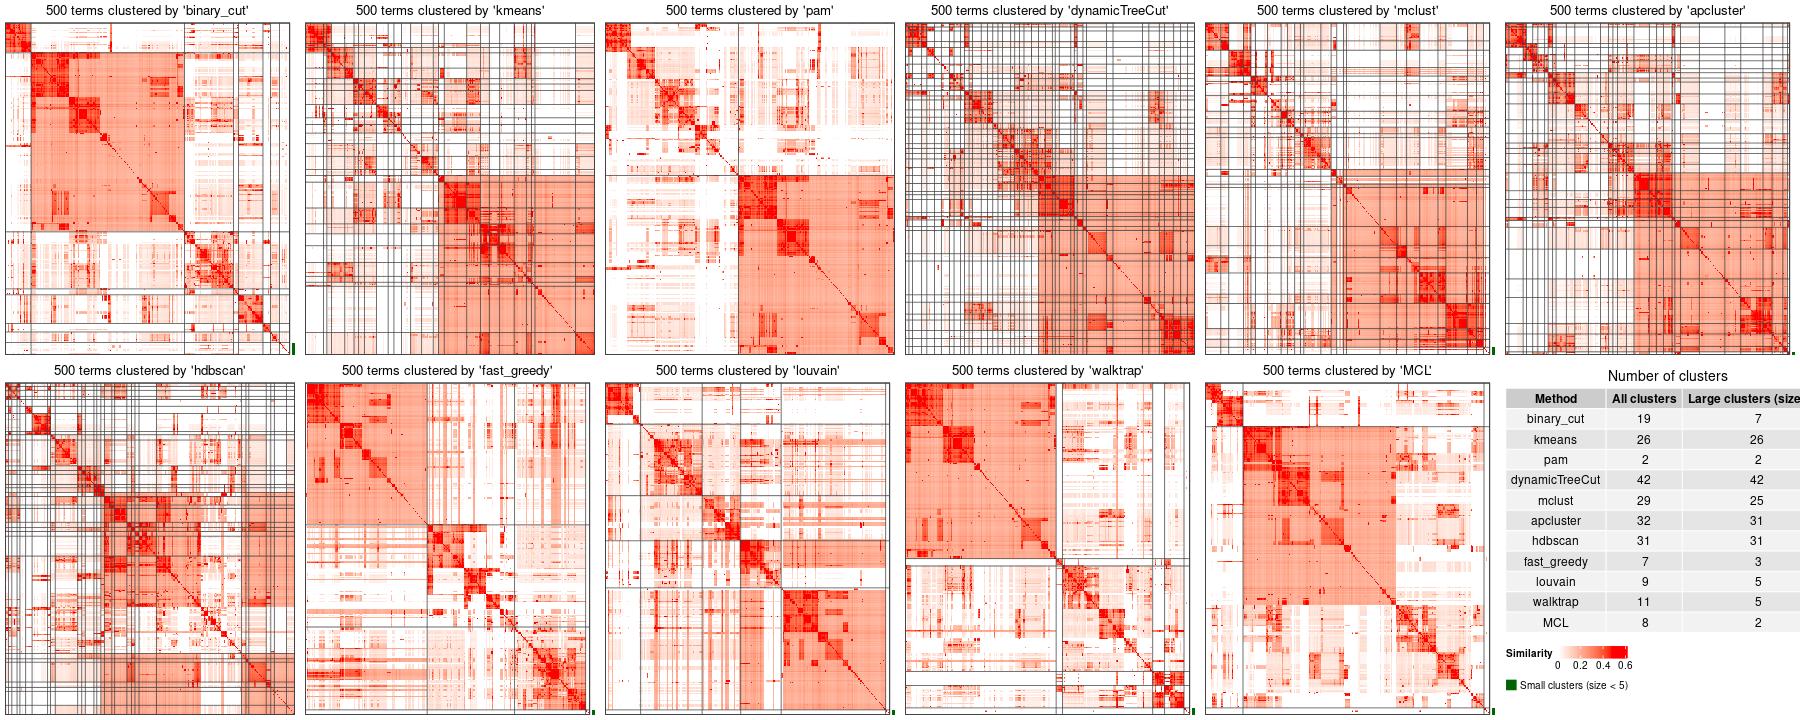 500 terms clustered by 'binary_cut'
500 terms clustered by 'kmeans'
500 terms clustered by 'pam'
500 terms clustered by 'dynamicTreeCut'
500 terms clustered by 'mclust'
500 terms clustered by 'apcluster'
500 terms clustered by 'hdbscan'
500 terms clustered by 'fast_greedy'
500 terms clustered by 'louvain'
500 terms clustered by 'walktrap'
500 terms clustered by 'MCL'
Number of clusters
Method All clusters Large clusters (size
binary_cut 19 7
kmeans 26 26
pam 2 2
dynamicTreeCut 42 42
mclust 29 25
apcluster 32 31
hdbscan 31 31
fast_greedy 7 3
louvain 9 5
walktrap 11 5
MCL 8 2
Similarity
0 0.2 0.4 0.6
Small clusters (size < 5)